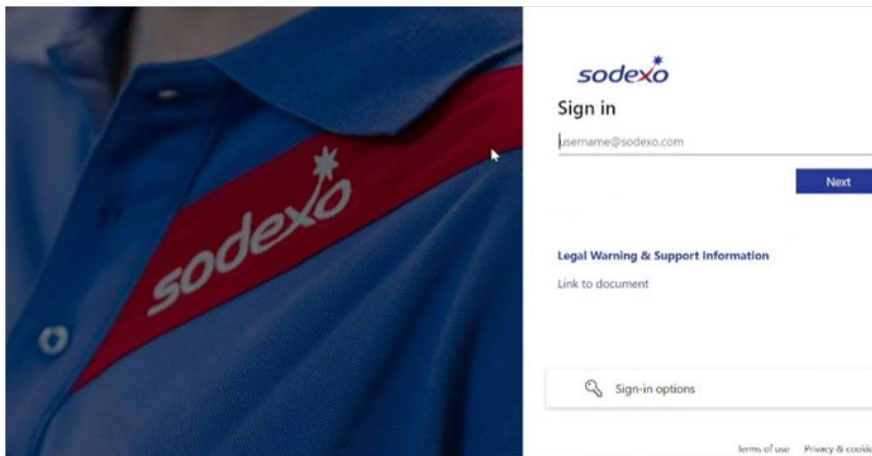 sodexo
sodexo
Sign in
username@sodexo.com
Next
Legal Warning & Support Information
Link to document
Sign-in options
Terms of use Privacy & cookie